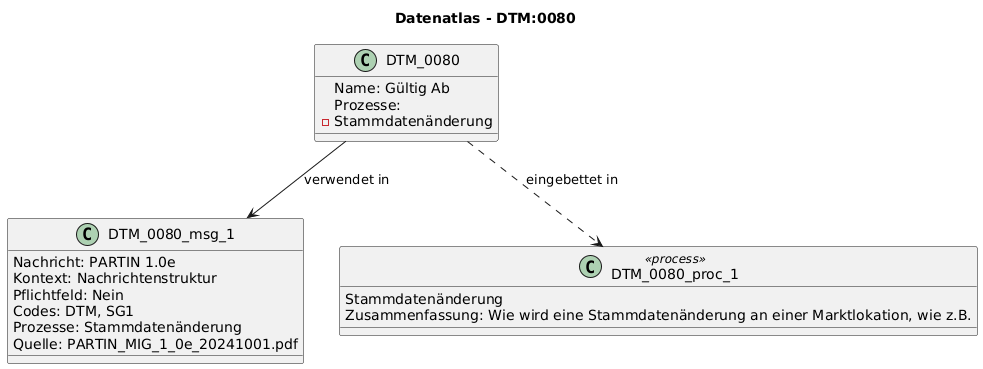 Datenatlas - DTM:0080
C DTM_0080
Name: Gültig Ab
Prozesse:
Stammdatenänderung
verwendet in
eingebettet in
C DTM_0080_msg_1
Nachricht: PARTIN 1.0e
Kontext: Nachrichtenstruktur
Pflichtfeld: Nein
Codes: DTM, SG1
Prozesse: Stammdatenänderung
Quelle: PARTIN_MIG_1_0e_20241001.pdf
«process»
C DTM_0080_proc_1
Stammdatenänderung
Zusammenfassung: Wie wird eine Stammdatenänderung an einer Marktlokation, wie z.B.